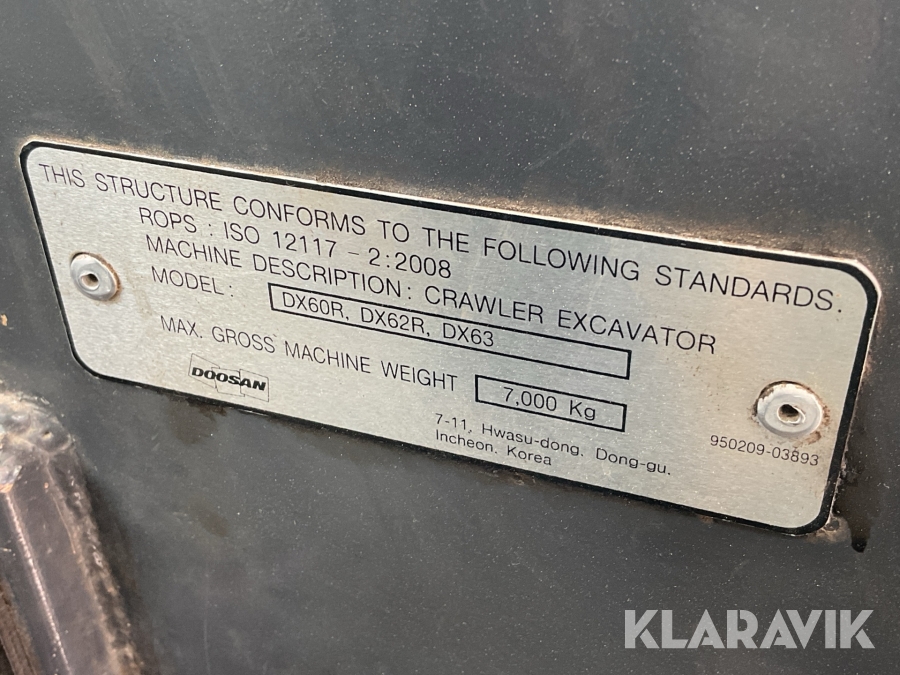 THIS STRUCTURE CONFORMS TO THE FOLLOWING STANDARDS.
ROPS : ISO 12117 - 2:2008
MACHINE DESCRIPTION: CRAWLER EXCAVATOR
MODEL: DX60R, DX62R, DX63
MAX. GROSS MACHINE WEIGHT 7,000 Kg
DOOSAN
7-11, Hwasu-dong, Dong-gu,
Incheon, Korea
950209-03893
KLARAVIK